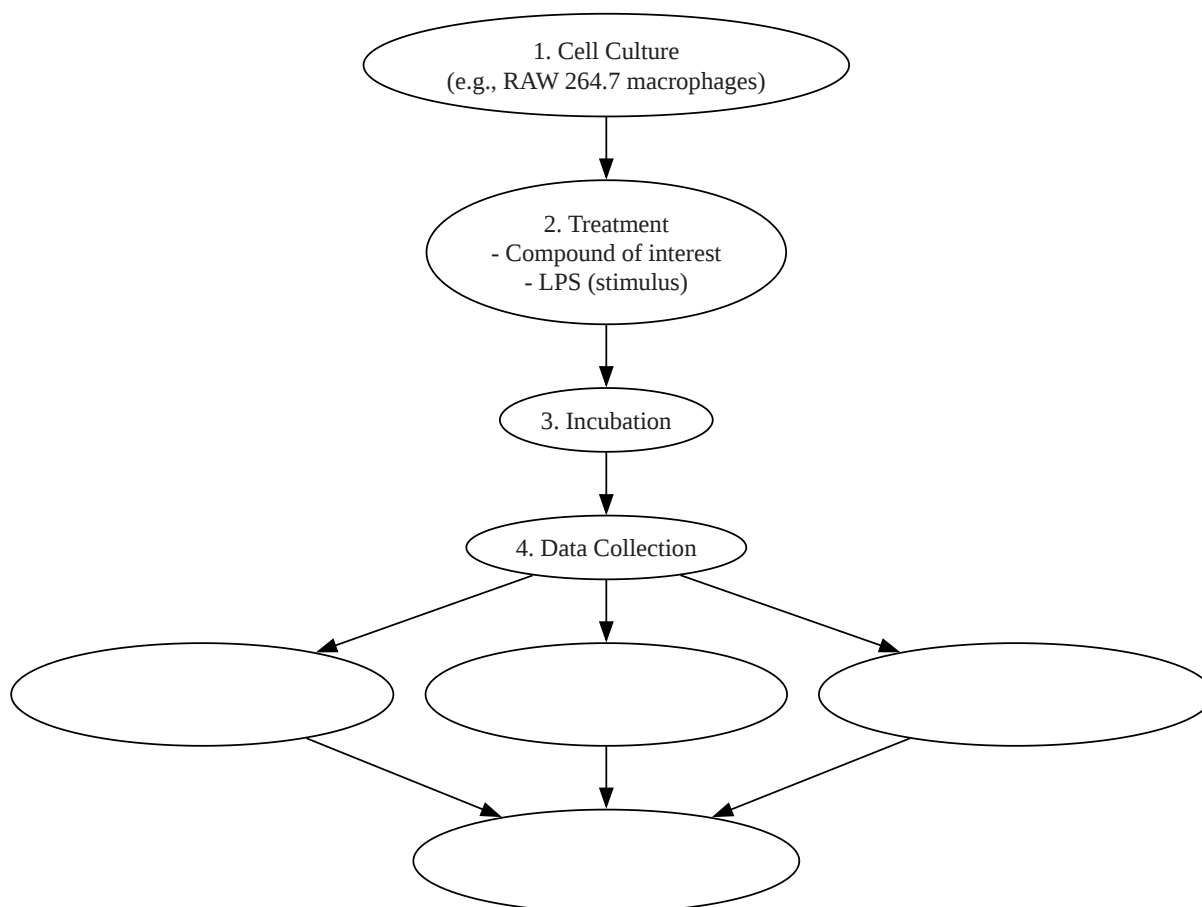 1. Cell Culture
(e.g., RAW 264.7 macrophages)
2. Treatment
- Compound of interest
- LPS (stimulus)
3. Incubation
4. Data Collection